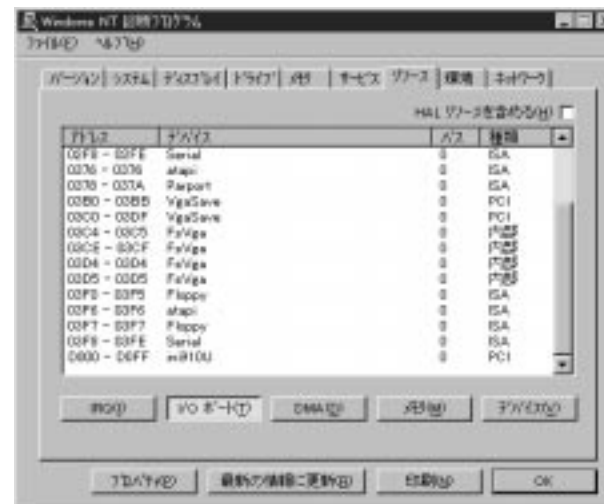 Windows NT 診断プログラム
ファイル(F) ヘルプ(H)
バージョン システム ディスプレイ ドライブ メモリ サービス リソース 環境 ネットワーク
HAL リソースを含める(H)
アドレス デバイス バス 種類
02F8 - 02FE Serial 0 ISA
0376 - 0376 atapi 0 ISA
0378 - 037A Parport 0 ISA
03B0 - 03BB VgaSave 0 PCI
03C0 - 03DF VgaSave 0 PCI
03C4 - 03C5 FsVga 0 内部
03CE - 03CF FsVga 0 内部
03D4 - 03D4 FsVga 0 内部
03D5 - 03D5 FsVga 0 内部
03F0 - 03F5 Floppy 0 ISA
03F6 - 03F6 atapi 0 ISA
03F7 - 03F7 Floppy 0 ISA
03F8 - 03FE Serial 0 ISA
0 PCI
IRQ(I) I/O ポート(T) DMA(D) メモリ(M) デバイス(V)
プロパティ(P) 最新の情報に更新(R) 印刷(N) OK